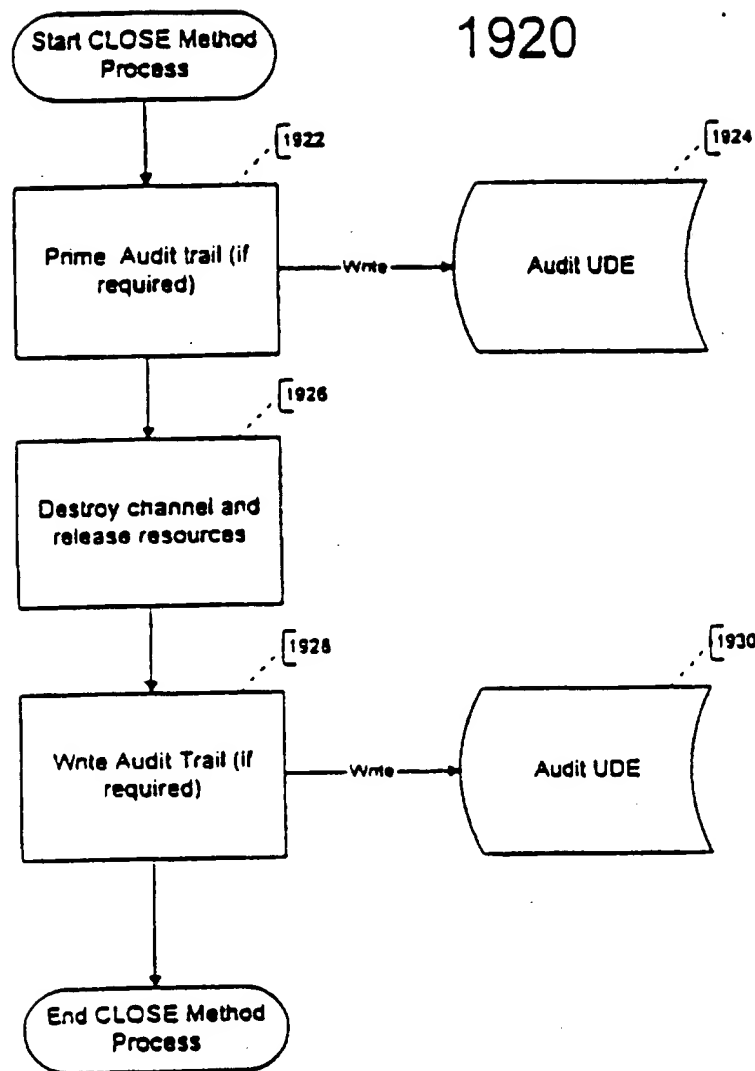 Start CLOSE Method
Process
1920
1922
1924
Prime Audit trail (if
required)
Write
Audit UDE
1926
Destroy channel and
release resources
1928
1930
Write Audit Trail (if
required)
Write
Audit UDE
End CLOSE Method
Process